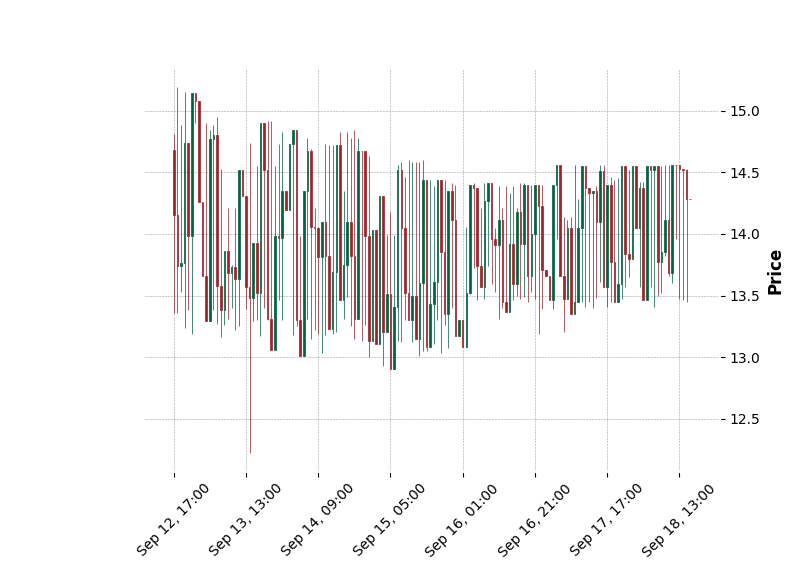 15.0
14.5
14.0
13.5
13.0
12.5
Price
Sep 12, 17:00
Sep 13, 13:00
Sep 14, 09:00
Sep 15, 05:00
Sep 16, 01:00
Sep 16, 21:00
Sep 17, 17:00
Sep 18, 13:00